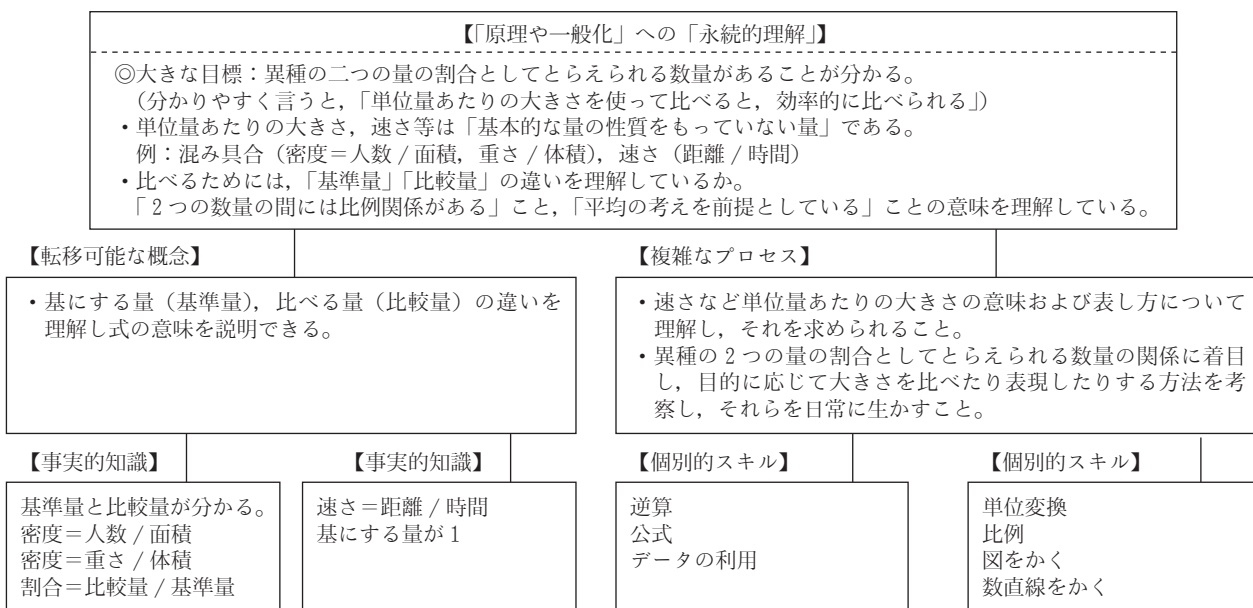 【「原理や一般化」への「永続的理解」】
◎大きな目標：異種の二つの量の割合としてとらえられる数量があることが分かる。
（分かりやすく言うと，「単位量あたりの大きさを使って比べると，効率的に比べられる」）
・単位量あたりの大きさ，速さ等は「基本的な量の性質をもっていない量」である。
例：混み具合（密度＝人数 / 面積，重さ / 体積），速さ（距離 / 時間）
・比べるためには，「基準量」「比較量」の違いを理解しているか。
「２つの数量の間には比例関係がある」こと，「平均の考えを前提としている」ことの意味を理解している。
【転移可能な概念】
・基にする量（基準量），比べる量（比較量）の違いを
理解し式の意味を説明できる。
【複雑なプロセス】
・速さなど単位量あたりの大きさの意味および表し方について
理解し，それを求められること。
・異種の２つの量の割合としてとらえられる数量の関係に着目
し，目的に応じて大きさを比べたり表現したりする方法を考
察し，それらを日常に生かすこと。
【事実的知識】
基準量と比較量が分かる。
密度＝人数 / 面積
密度＝重さ / 体積
割合＝比較量 / 基準量
【事実的知識】
速さ＝距離 / 時間
基にする量が１
【個別的スキル】
逆算
公式
データの利用
【個別的スキル】
単位変換
比例
図をかく
数直線をかく